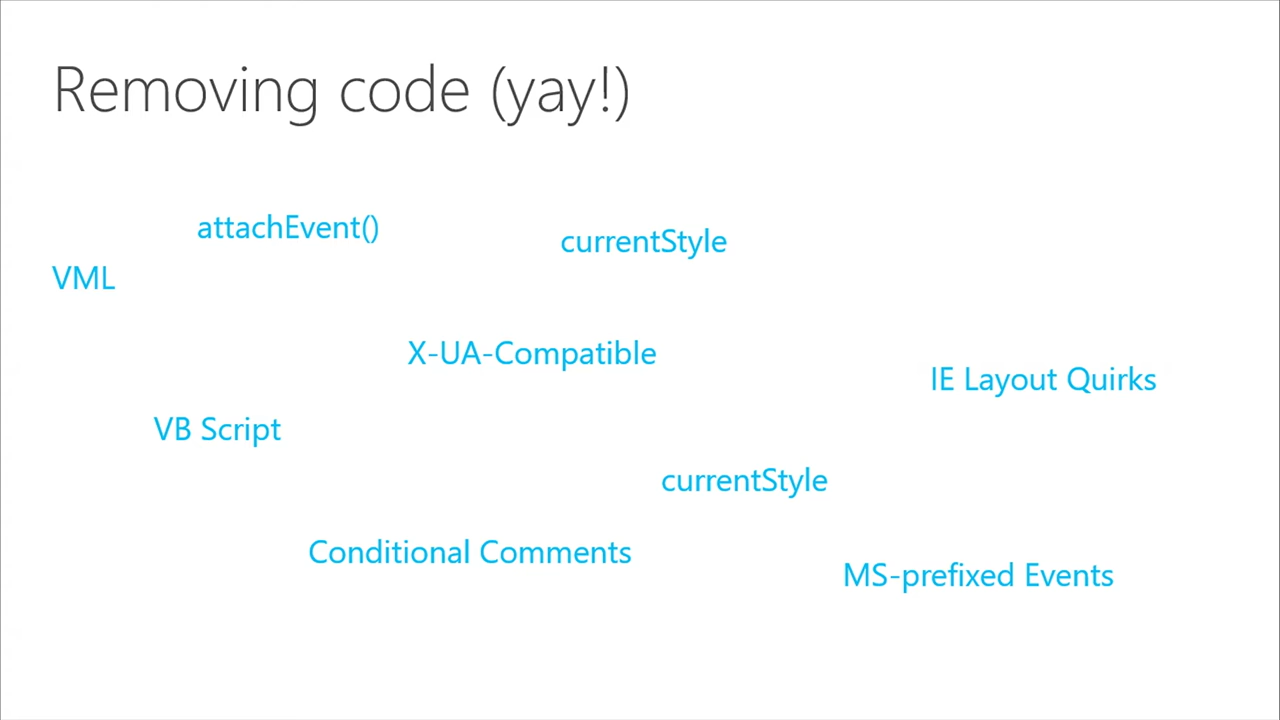 Removing code (yay!)
attachEvent()
currentStyle
VML
X-UA-Compatible
IE Layout Quirks
VB Script
currentStyle
Conditional Comments
MS-prefixed Events